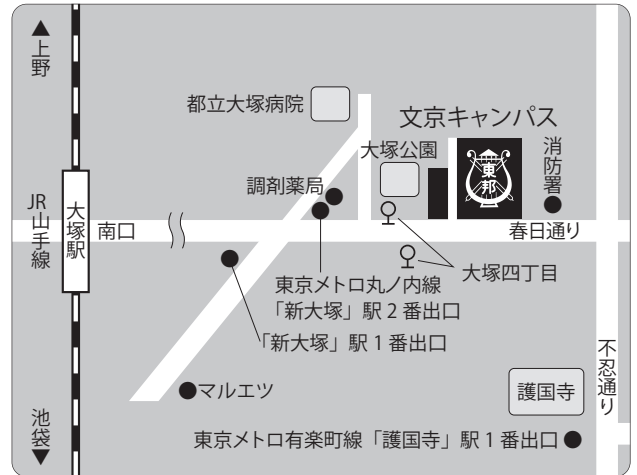 ▲上野
都立大塚病院
文京キャンパス
大塚公園
消防署
東邦
調剤薬局
JR山手線
大塚駅
南口
春日通り
大塚四丁目
東京メトロ丸ノ内線
「新大塚」駅2番出口
「新大塚」駅1番出口
不忍通り
マルエツ
護国寺
池袋▼
東京メトロ有楽町線「護国寺」駅1番出口